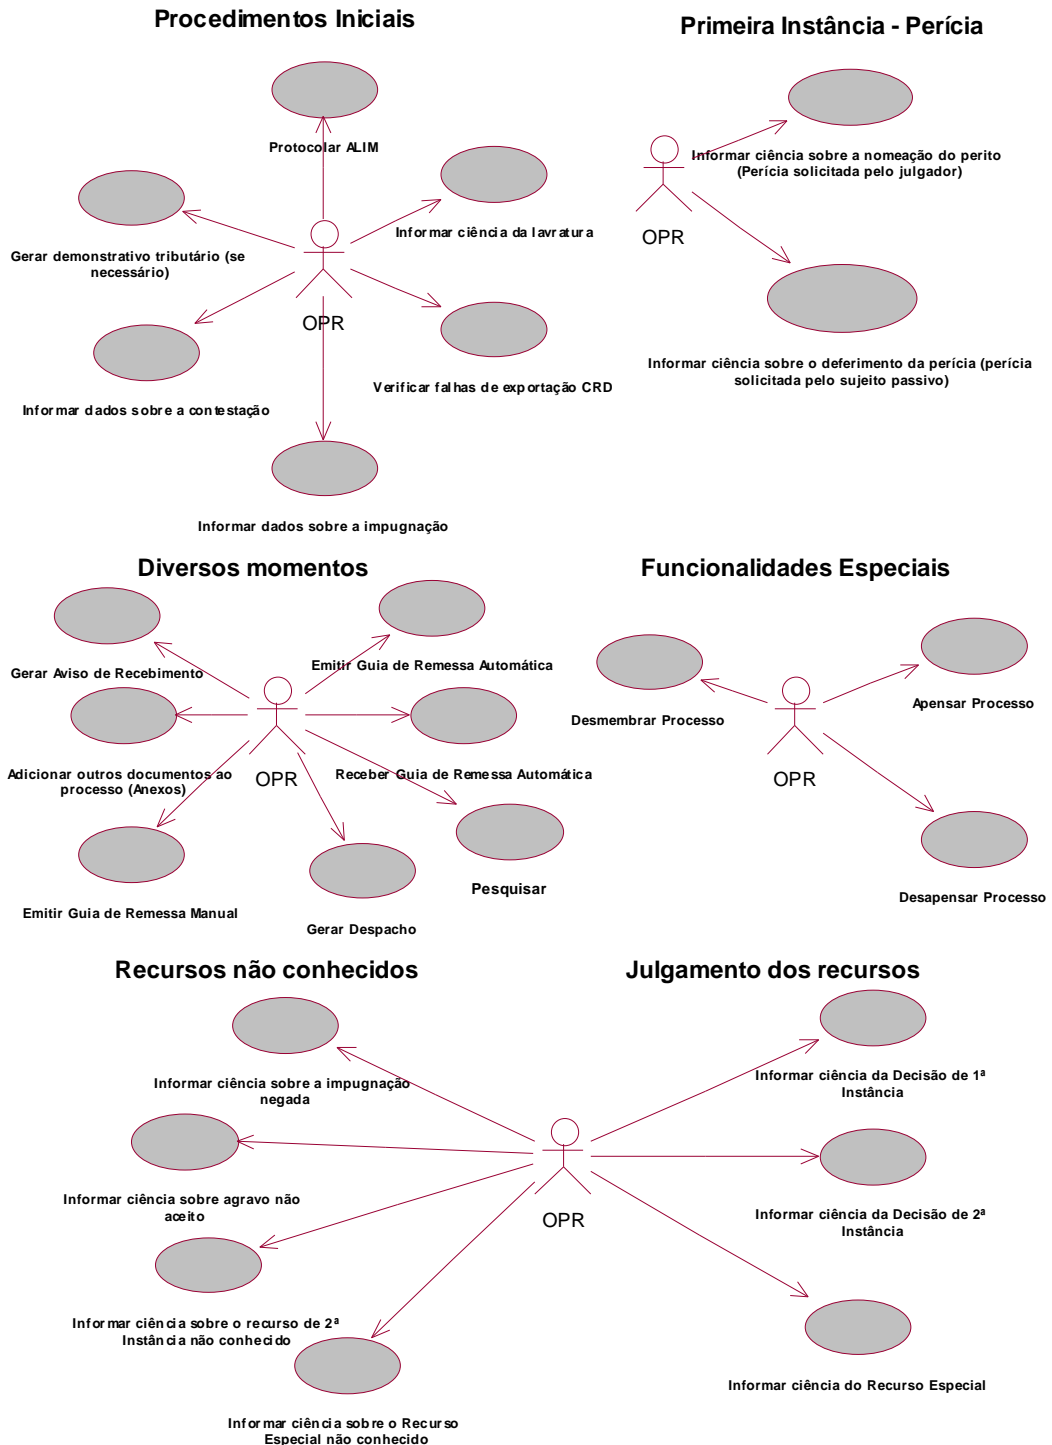 Procedimentos Iniciais
Primeira Instância - Perícia
Protocolar ALIM
Informar ciência da lavratura
Gerar demonstrativo tributário (se
necessário)
OPR
Verificar falhas de exportação CRD
Informar dados sobre a contestação
Informar dados sobre a impugnação
Informar ciência sobre a nomeação do perito
(Perícia solicitada pelo julgador)
OPR
Informar ciência sobre o deferimento da perícia (perícia
solicitada pelo sujeito passivo)
Diversos momentos
Funcionalidades Especiais
Gerar Aviso de Recebimento
Emitir Guia de Remessa Automática
Adicionar outros documentos ao
processo (Anexos)
OPR
Receber Guia de Remessa Automática
Pesquisar
Emitir Guia de Remessa Manual
Gerar Despacho
Desmembrar Processo
Apensar Processo
OPR
Desapensar Processo
Recursos não conhecidos
Julgamento dos recursos
Informar ciência sobre a impugnação
negada
Informar ciência da Decisão de 1ª
Instância
Informar ciência sobre agravo não
aceito
OPR
Informar ciência da Decisão de 2ª
Instância
Informar ciência sobre o recurso de 2ª
Instância não conhecido
Informar ciência do Recurso Especial
Informar ciência sobre o Recurso
Especial não conhecido